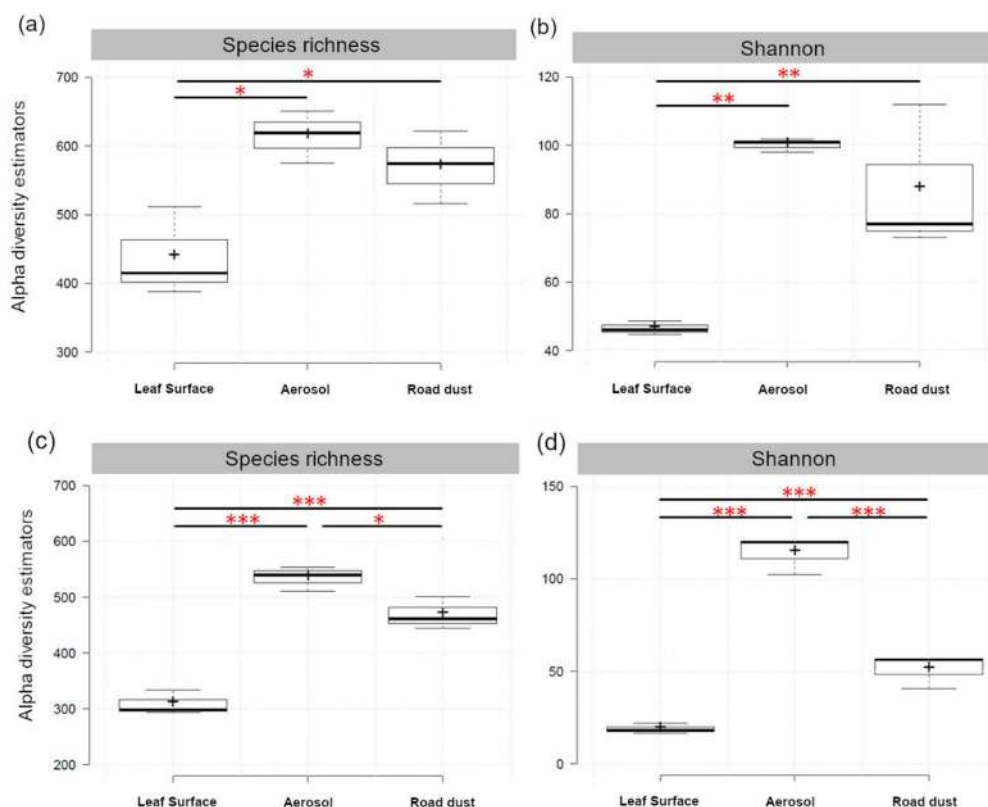 (a)
Species richness
Alpha diversity estimators
700
600
500
400
300
*
*
Leaf Surface
Aerosol
Road dust
(b)
Shannon
120
100
80
60
40
**
**
Leaf Surface
Aerosol
Road dust
(c)
Species richness
Alpha diversity estimators
700
600
500
400
300
200
***
***
*
Leaf Surface
Aerosol
Road dust
(d)
Shannon
150
100
50
0
***
***
***
Leaf Surface
Aerosol
Road dust